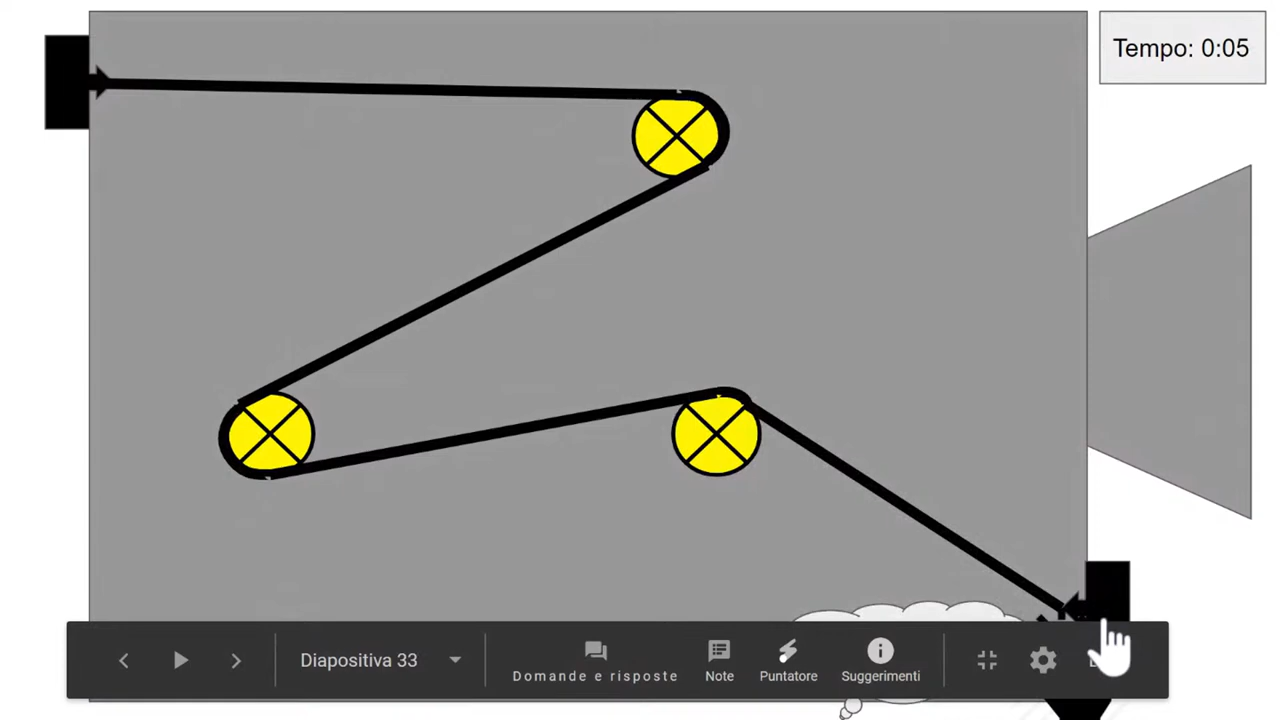 Tempo: 0:05
Diapositiva 33
Domande e risposte
Note
Puntatore
Suggerimenti